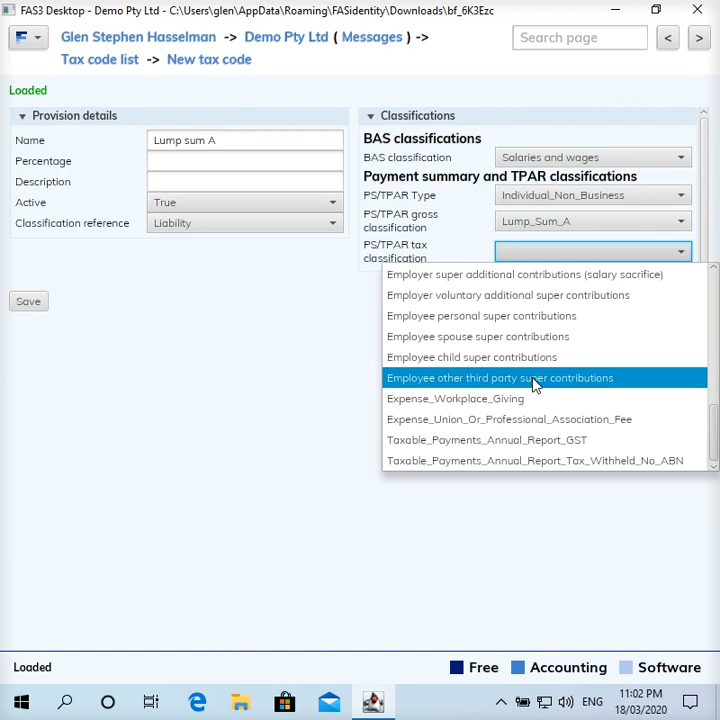 FAS3 Desktop - Demo Pty Ltd - C:\Users\glen\AppData\Roaming\FASidentity\Downloads\bf_6K3Ezc
F
Glen Stephen Hasselman -> Demo Pty Ltd ( Messages ) ->
Tax code list -> New tax code
Search page
<
>
Loaded
Provision details
Name
Lump sum A
Percentage
Description
Active
True
Classification reference
Liability
Save
Classifications
BAS classifications
BAS classification
Salaries and wages
Payment summary and TPAR classifications
PS/TPAR Type
Individual_Non_Business
PS/TPAR gross
classification
Lump_Sum_A
PS/TPAR tax
classification
Employer super additional contributions (salary sacrifice)
Employer voluntary additional super contributions
Employee personal super contributions
Employee spouse super contributions
Employee child super contributions
Employee other third party super contributions
Expense_Workplace_Giving
Expense_Union_Or_Professional_Association_Fee
Taxable_Payments_Annual_Report_GST
Taxable_Payments_Annual_Report_Tax_Withheld_No_ABN
Loaded
Free
Accounting
Software
ENG
11:02 PM
18/03/2020